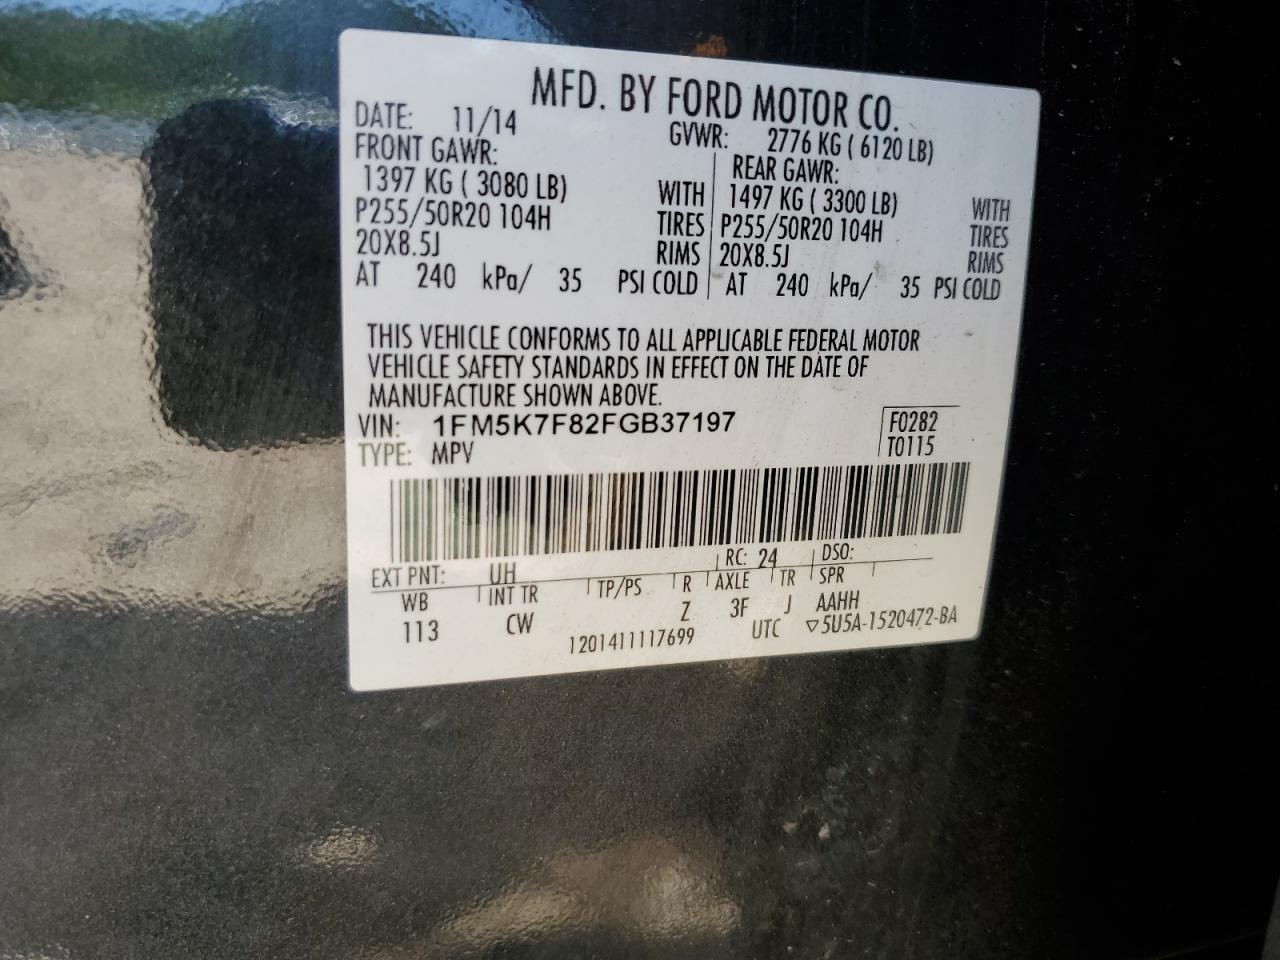 MFD. BY FORD MOTOR CO.
DATE: 11/14 GVWR: 2776 KG ( 6120 LB)
FRONT GAWR: REAR GAWR:
1397 KG ( 3080 LB) WITH 1497 KG ( 3300 LB) WITH
P255/50R20 104H TIRES P225/50R20 104H TIRES
20X8.5J RIMS 20X8.5J RIMS
AT 240 kPa/ 35 PSI COLD AT 240 kPa/ 35 PSI COLD
THIS VEHICLE CONFORMS TO ALL APPLICABLE FEDERAL MOTOR
VEHICLE SAFETY STANDARDS IN EFFECT ON THE DATE OF
MANUFACTURE SHOWN ABOVE.
VIN: 1FM5K7F82FGB37197 F0282
TYPE: MPV T0115
EXT PNT: UH RC: 24 DSO:
WB INT TR TP/PS R AXLE TR SPR
113 CW Z 3F J AAHH
1201411117699 UTC ▽5U5A-1520472-BA